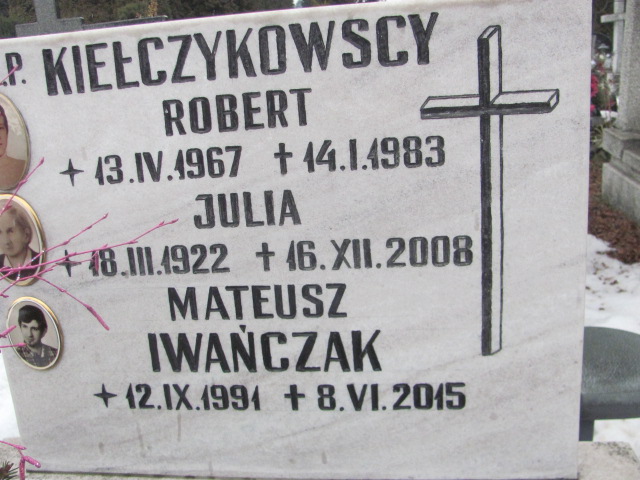 .P. KIEŁCZYKOWSCY
ROBERT
13.IV.1967 14.I.1983
JULIA
18.III.1922 16.XII.2008
MATEUSZ
IWAŃCZAK
12.IX.1991 8.VI.2015